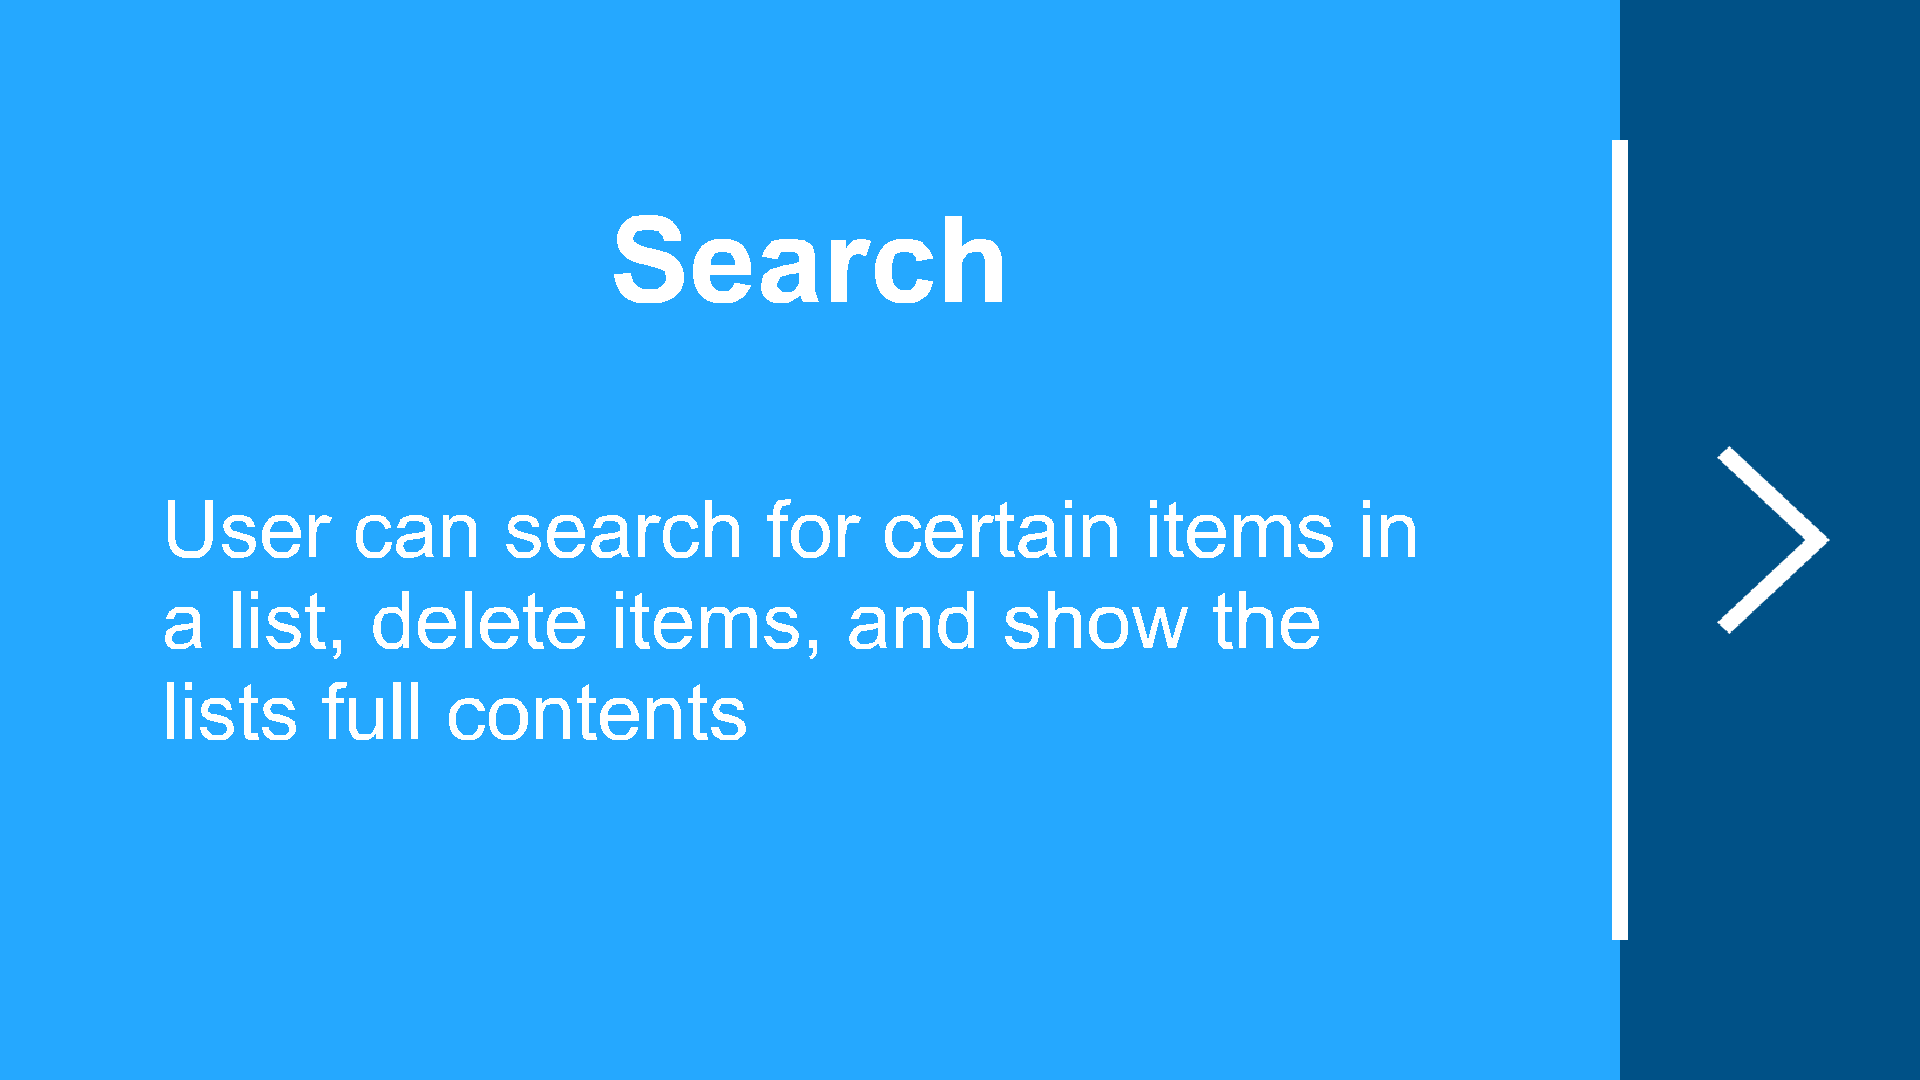 Search
User can search for certain items in
a list, delete items, and show the
lists full contents